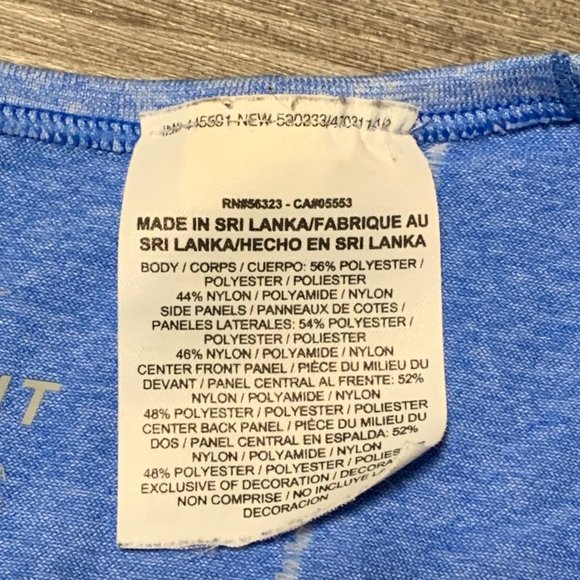 RN#56323 - CA#05553
MADE IN SRI LANKA/FABRIQUE AU
SRI LANKA/HECHO EN SRI LANKA
BODY / CORPS / CUERPO: 56% POLYESTER /
POLYESTER / POLIESTER
44% NYLON / POLYAMIDE / NYLON
SIDE PANELS / PANNEAUX DE COTES /
PANELES LATERALES: 54% POLYESTER /
POLYESTER / POLIESTER
46% NYLON / POLYAMIDE / NYLON
CENTER FRONT PANEL / PIÈCE DU MILIEU DU
DEVANT / PANEL CENTRAL AL FRENTE: 52%
NYLON / POLYAMIDE / NYLON
48% POLYESTER / POLYESTER / POLIESTER
CENTER BACK PANEL / PIÈCE DU MILIEU DU
DOS / PANEL CENTRAL EN ESPALDA: 52%
NYLON / POLYAMIDE / NYLON
48% POLYESTER / POLYESTER /
EXCLUSIVE OF DECORATION /
NON COMPRISE / NO INCLUYE
DECORACION